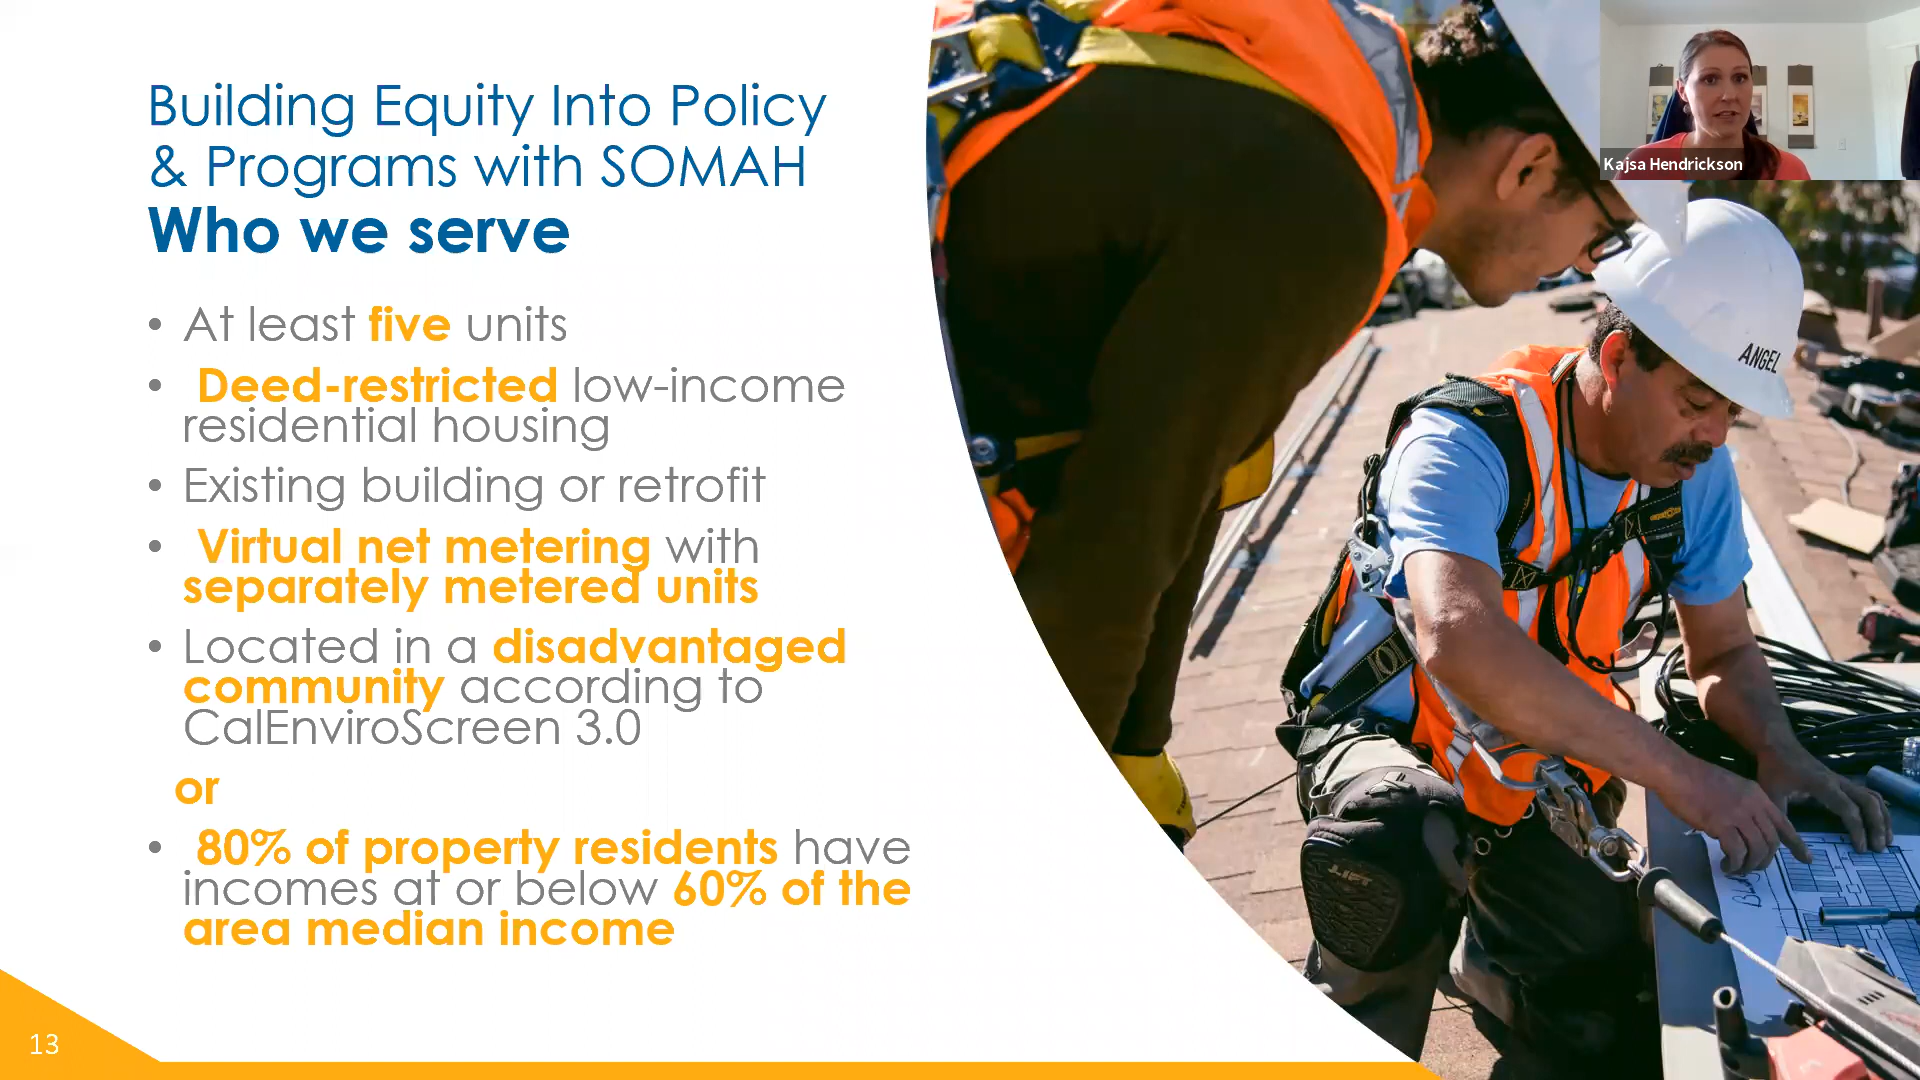 Building Equity Into Policy
& Programs with SOMAH
Who we serve
• At least five units
• Deed-restricted low-income
residential housing
• Existing building or retrofit
• Virtual net metering with
separately metered units
• Located in a disadvantaged
community according to
CalEnviroScreen 3.0
or
• 80% of property residents have
incomes at or below 60% of the
area median income
13
Kajsa Hendrickson
ANGEL